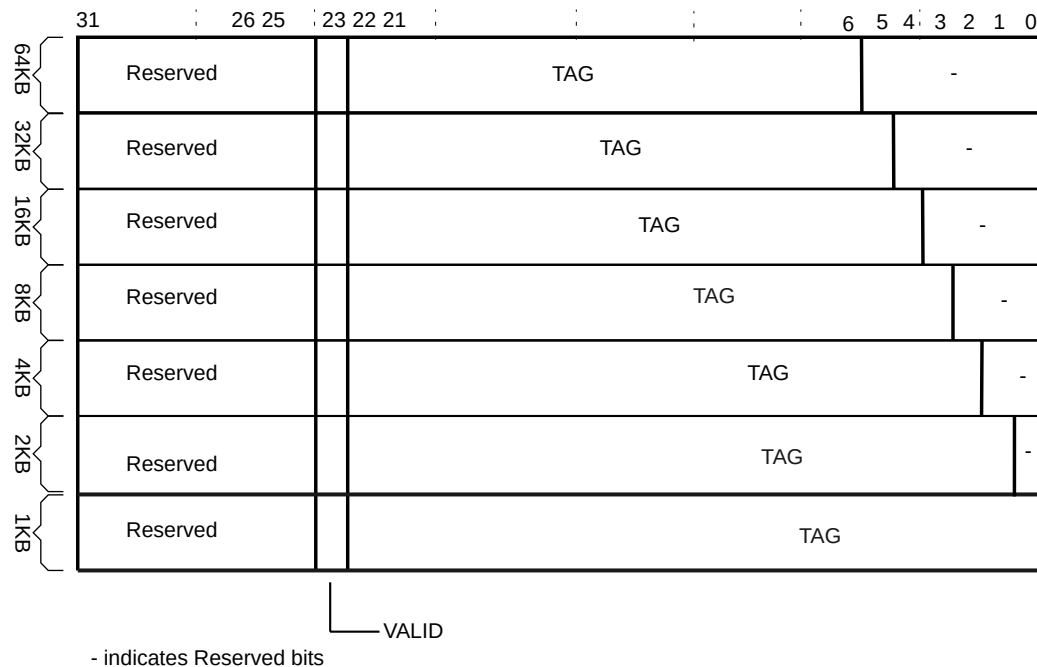 31 26 25 23 22 21 6 5 4 3 2 1 0
64KB Reserved TAG -
32KB Reserved TAG -
16KB Reserved TAG -
8KB Reserved TAG -
4KB Reserved TAG -
2KB Reserved TAG -
1KB Reserved TAG
VALID
- indicates Reserved bits